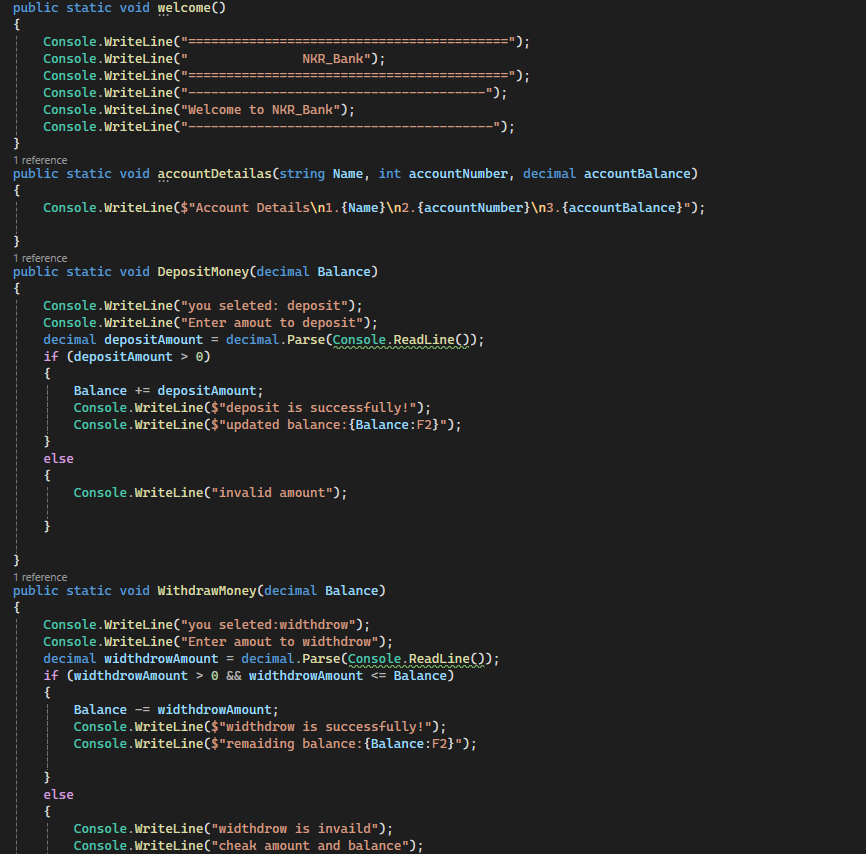 public static void welcome()
{
Console.WriteLine("==========================================");
Console.WriteLine("               NKR_Bank");
Console.WriteLine("==========================================");
Console.WriteLine("---------------------------------------");
Console.WriteLine("Welcome to NKR_Bank");
Console.WriteLine("----------------------------------------");
}
1 reference
public static void accountDetailas(string Name, int accountNumber, decimal accountBalance)
{
Console.WriteLine($"Account Details\n1.{Name}\n2.{accountNumber}\n3.{accountBalance}");
}
1 reference
public static void DepositMoney(decimal Balance)
{
Console.WriteLine("you seleted: deposit");
Console.WriteLine("Enter amout to deposit");
decimal depositAmount = decimal.Parse(Console.ReadLine());
if (depositAmount > 0)
{
Balance += depositAmount;
Console.WriteLine($"deposit is successfully!");
Console.WriteLine($"updated balance:{Balance:F2}");
}
else
{
Console.WriteLine("invalid amount");
}
}
1 reference
public static void WithdrawMoney(decimal Balance)
{
Console.WriteLine("you seleted:widthdrow");
Console.WriteLine("Enter amout to widthdrow");
decimal widthdrowAmount = decimal.Parse(Console.ReadLine());
if (widthdrowAmount > 0 && widthdrowAmount <= Balance)
{
Balance -= widthdrowAmount;
Console.WriteLine($"widthdrow is successfully!");
Console.WriteLine($"remaiding balance:{Balance:F2}");
}
else
{
Console.WriteLine("widthdrow is invaild");
Console.WriteLine("cheak amount and balance");